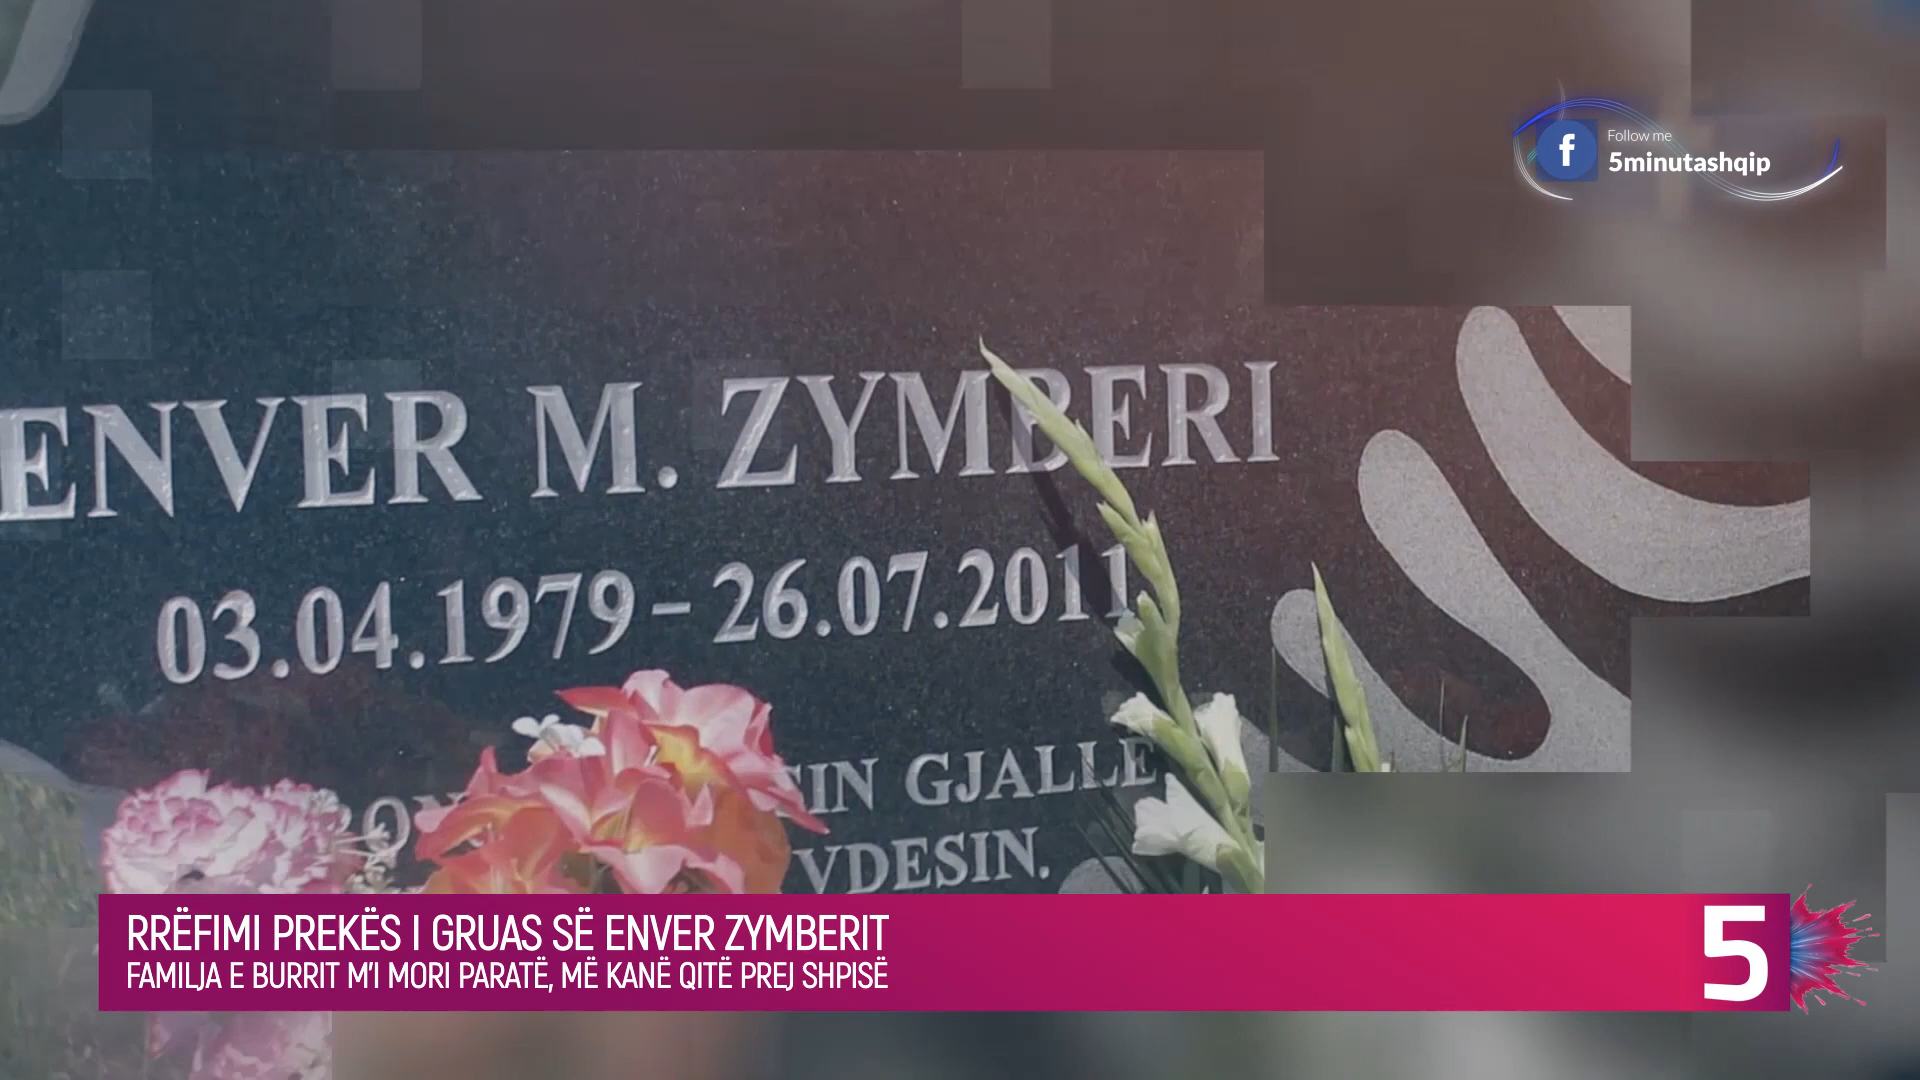 Follow me
5minutashqip
ENVER M. ZYMBERI
03.04.1979 – 26.07.2011
GJALLE
VDESIN.
RRËFIMI PREKËS I GRUAS SË ENVER ZYMBERIT
FAMILJA E BURRIT M'I MORI PARATË, MË KANË QITË PREJ SHPISË
5